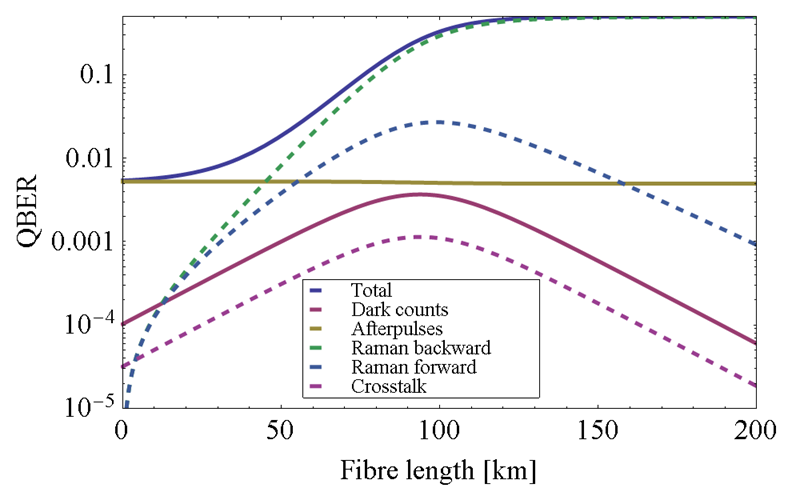 QBER
0.1
0.01
0.001
10⁻⁴
10⁻⁵
Total
Dark counts
Afterpulses
Raman backward
Raman forward
Crosstalk
0 50 100 150 200
Fibre length [km]